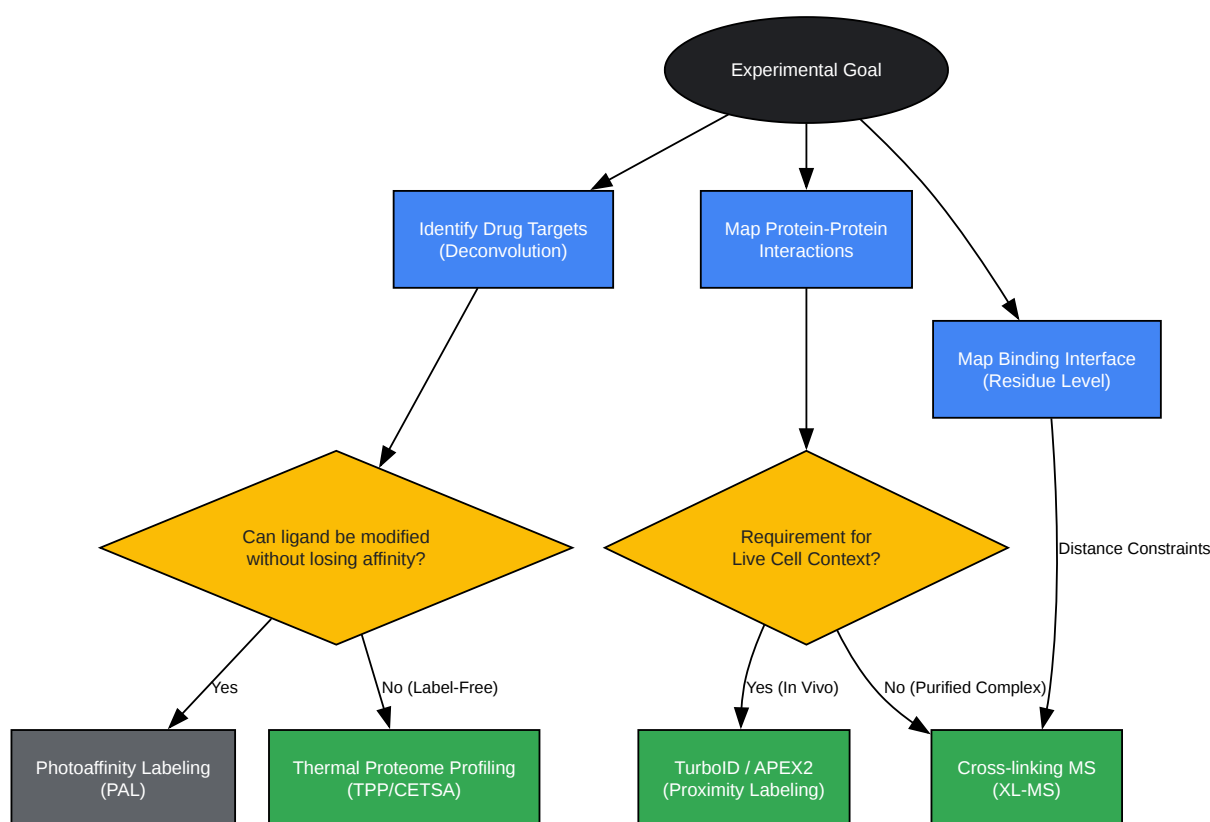 Experimental Goal
Identify Drug Targets
(Deconvolution)
Map Protein-Protein
Interactions
Map Binding Interface
(Residue Level)
Can ligand be modified
without losing affinity?
Requirement for
Live Cell Context?
Distance Constraints
Yes
No (Label-Free)
Yes (In Vivo)
No (Purified Complex)
Photoaffinity Labeling
(PAL)
Thermal Proteome Profiling
(TPP/CETSA)
TurboID / APEX2
(Proximity Labeling)
Cross-linking MS
(XL-MS)